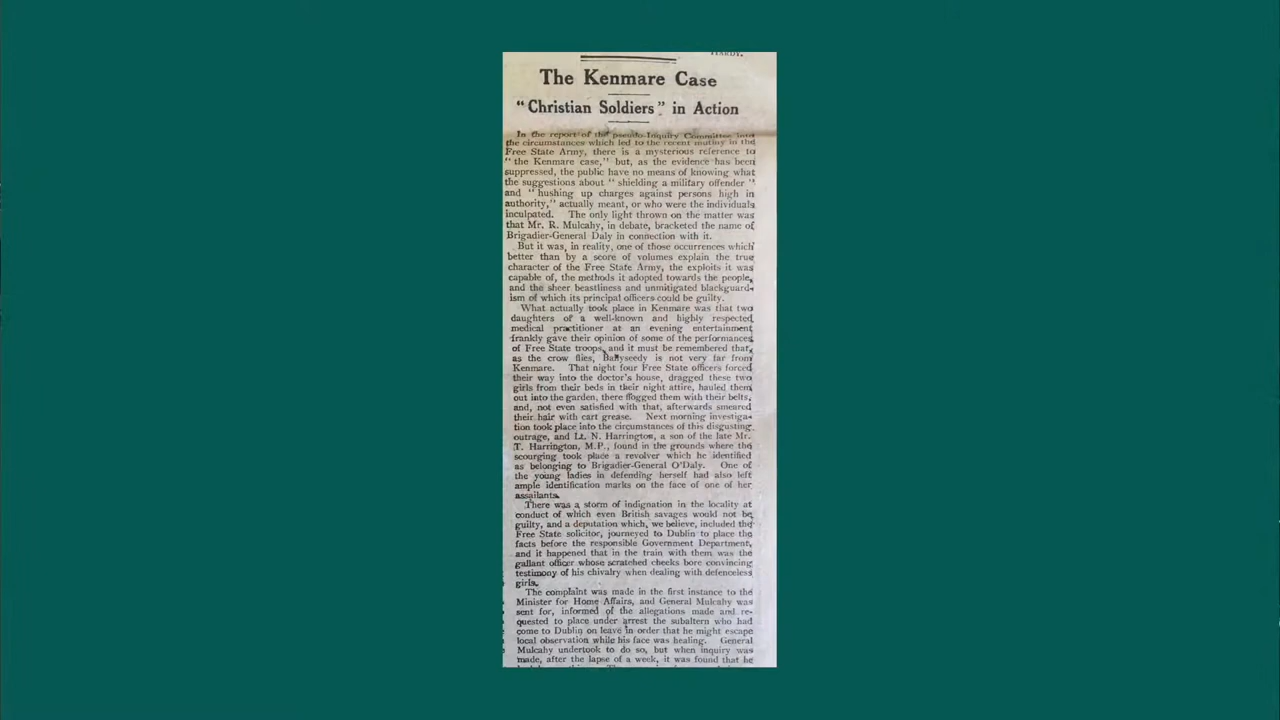 HARDY.
The Kenmare Case
“Christian Soldiers” in Action
In the report of the pseudo-Inquiry Committee into
the circumstances which led to the recent mutiny in the
Free State Army, there is a mysterious reference to
“the Kenmare case,” but, as the evidence has been
suppressed, the public have no means of knowing what
the suggestions about “shielding a military offender”
and “hushing up charges against persons high in
authority,” actually meant, or who were the individuals
inculpated. The only light thrown on the matter was
that Mr. R. Mulcahy, in debate, bracketed the name of
Brigadier-General Daly in connection with it.
But it was, in reality, one of those occurrences which
better than by a score of volumes explain the true
character of the Free State Army, the exploits it was
capable of, the methods it adopted towards the people,
and the sheer beastliness and unmitigated blackguard-
ism of which its principal officers could be guilty.
What actually took place in Kenmare was that two
daughters of a well-known and highly respected
medical practitioner at an evening entertainment
frankly gave their opinion of some of the performances
of Free State troops, and it must be remembered that,
as the crow flies, Ballyseedy is not very far from
Kenmare. That night four Free State officers forced
their way into the doctor's house, dragged these two
girls from their beds in their night attire, hauled them
out into the garden, there flogged them with their belts,
and, not even satisfied with that, afterwards smeared
their hair with cart grease. Next morning investiga-
tion took place into the circumstances of this disgusting
outrage, and Lt. N. Harrington, a son of the late Mr.
T. Harrington, M.P., found in the grounds where the
scourging took place a revolver which he identified
as belonging to Brigadier-General O'Daly. One of
the young ladies in defending herself had also left
ample identification marks on the face of one of her
assailants.
There was a storm of indignation in the locality at
conduct of which even British savages would not be
guilty, and a deputation which, we believe, included the
Free State solicitor, journeyed to Dublin to place the
facts before the responsible Government Department,
and it happened that in the train with them was the
gallant officer whose scratched cheeks bore convincing
testimony of his chivalry when dealing with defenceless
girls.
The complaint was made in the first instance to the
Minister for Home Affairs, and General Mulcahy was
sent for, informed of the allegations made and re-
quested to place under arrest the subaltern who had
come to Dublin on leave in order that he might escape
local observation while his face was healing. General
Mulcahy undertook to do so, but when inquiry was
made, after the lapse of a week, it was found that he